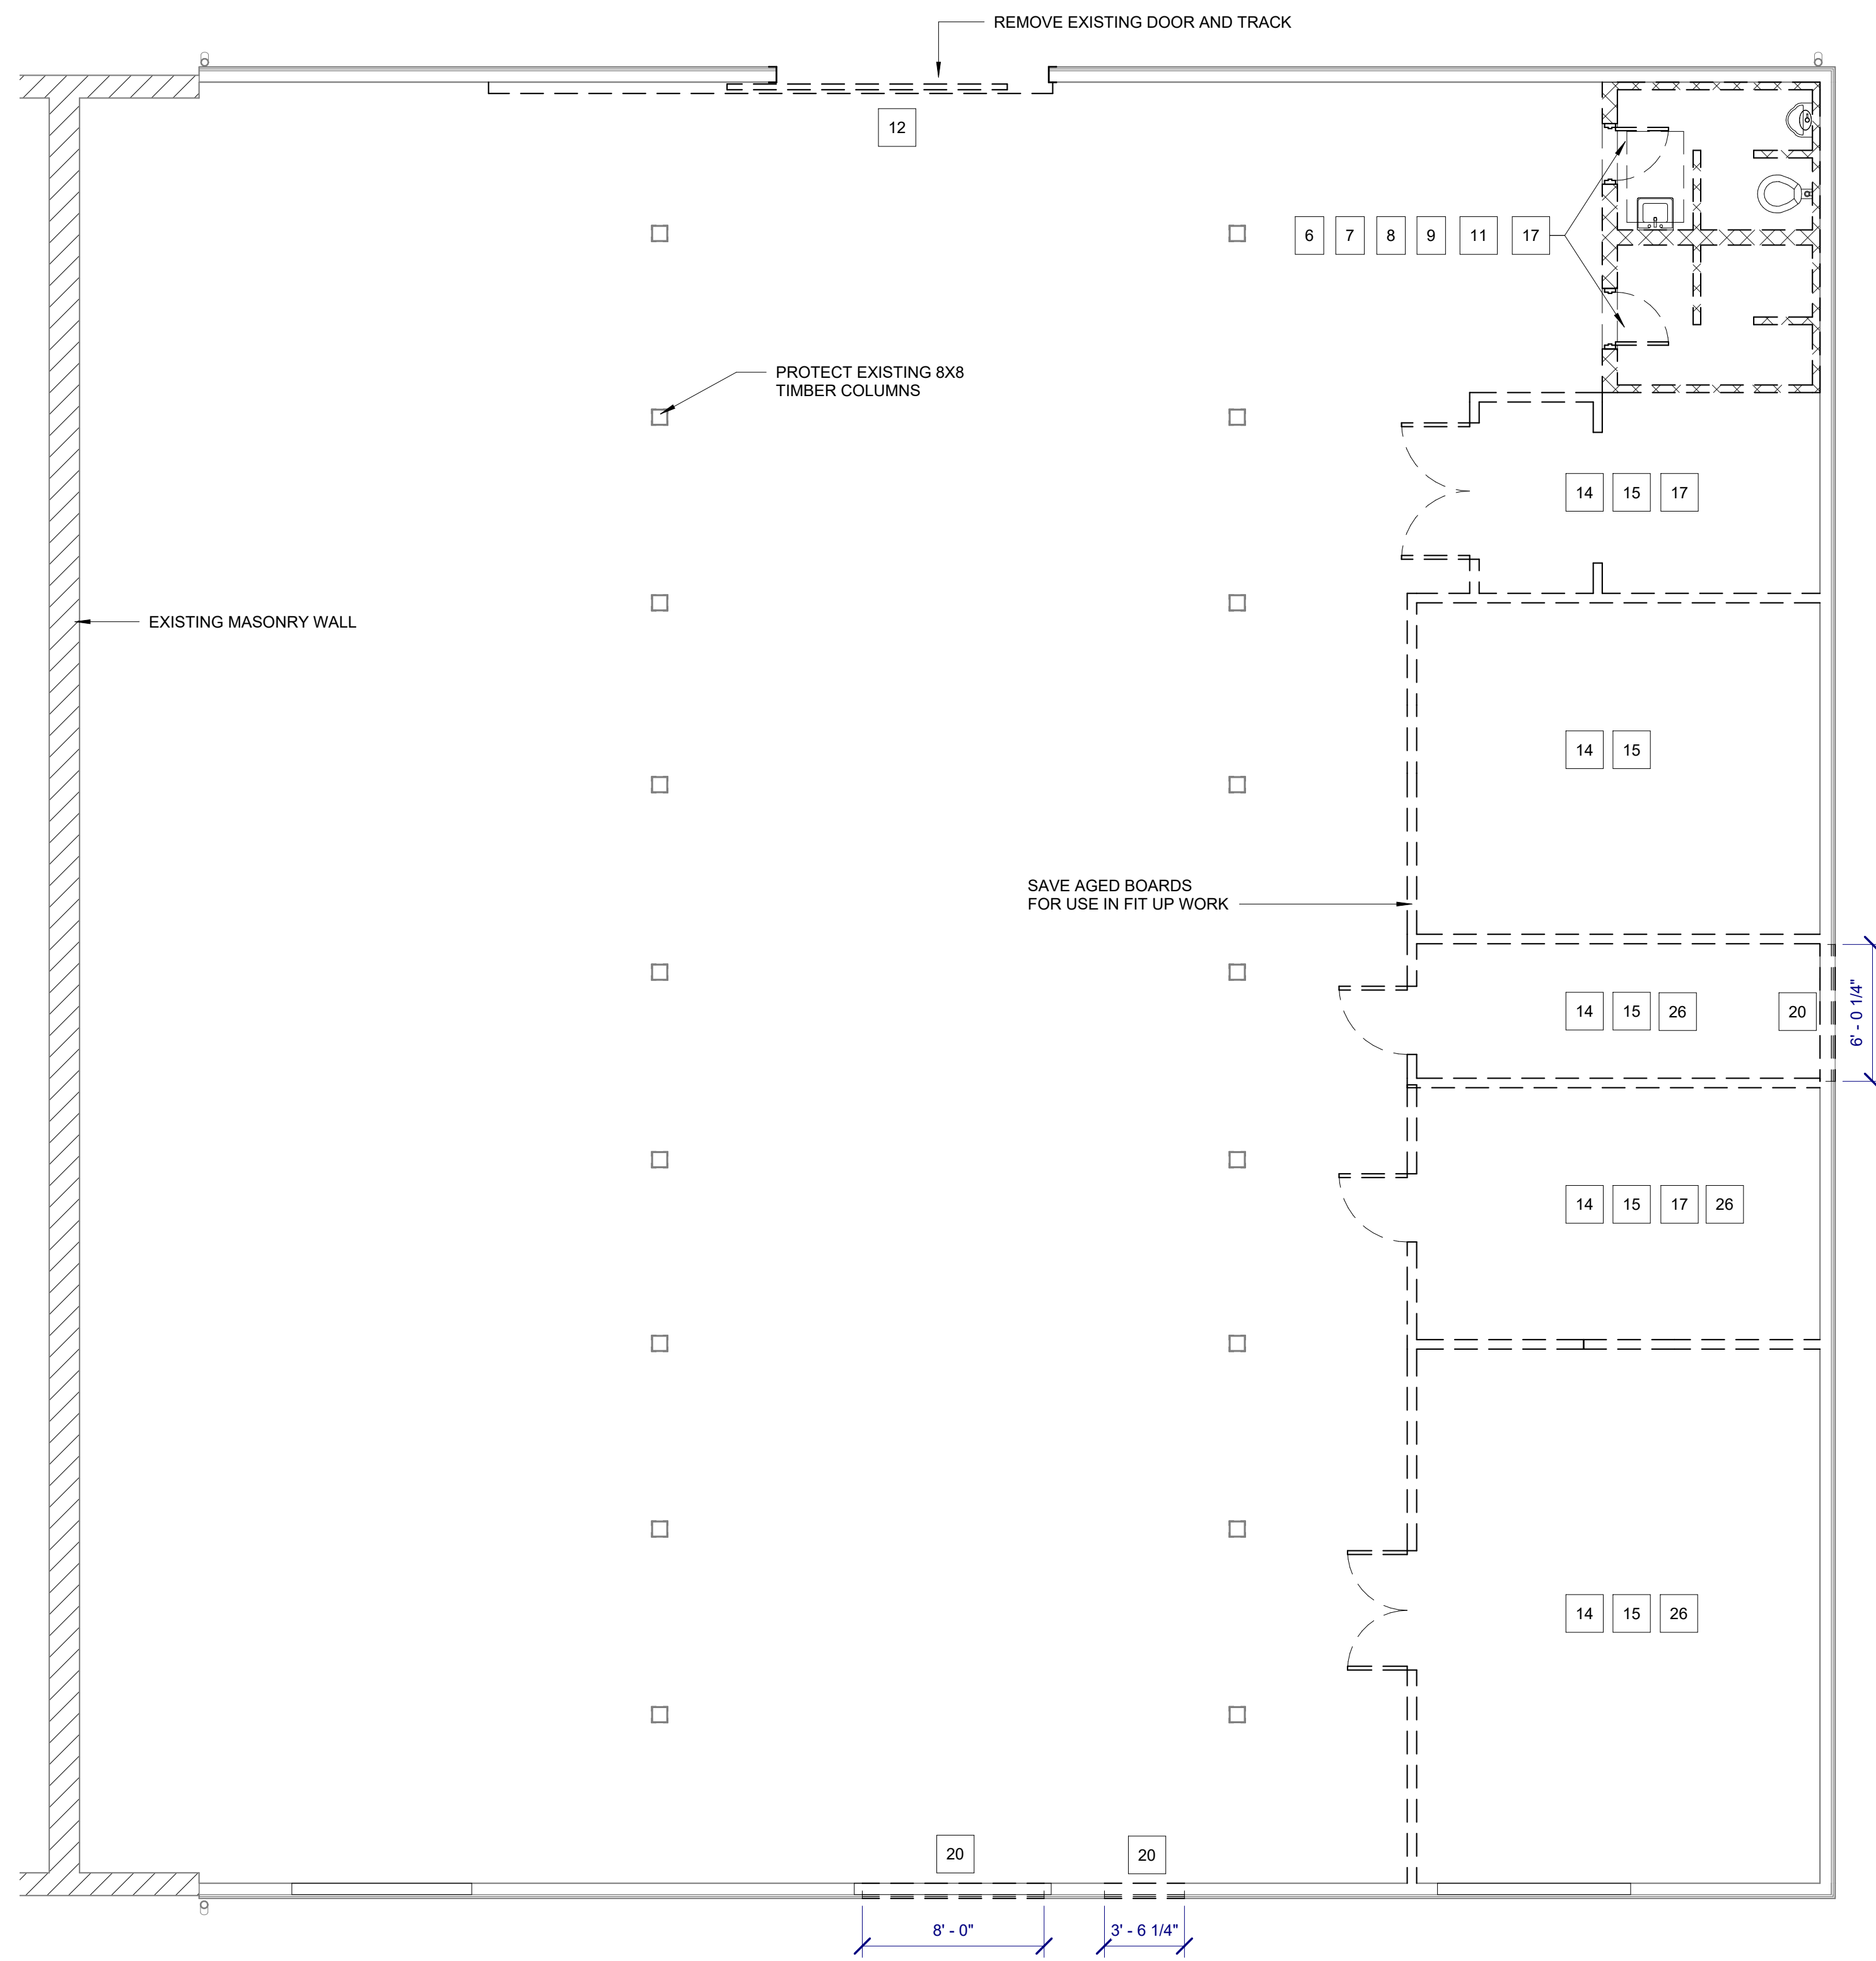 REMOVE EXISTING DOOR AND TRACK
12
6 7 8 9 11 17
PROTECT EXISTING 8X8
TIMBER COLUMNS
14 15 17
EXISTING MASONRY WALL
14 15
SAVE AGED BOARDS
FOR USE IN FIT UP WORK
14 15 26 20
6' - 0 1/4"
14 15 17 26
14 15 26
20 20
8' - 0" 3' - 6 1/4"